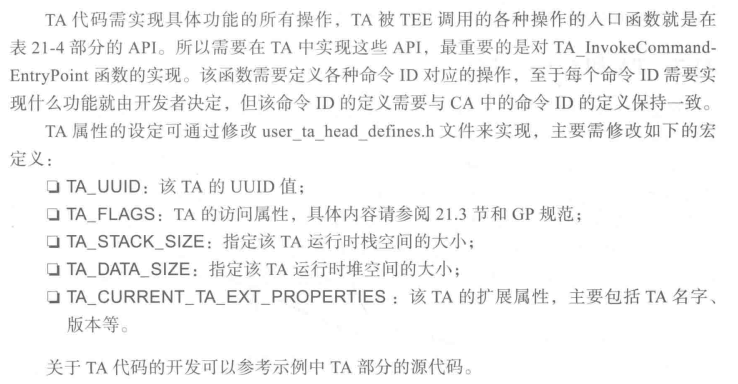 TA 代码需实现具体功能的所有操作，TA 被 TEE 调用的各种操作的入口函数就是在
表 21-4 部分的 API。所以需要在 TA 中实现这些 API，最重要的是对 TA_InvokeCommand-
EntryPoint 函数的实现。该函数需要定义各种命令 ID 对应的操作，至于每个命令 ID 需要实
现什么功能就由开发者决定，但该命令 ID 的定义需要与 CA 中的命令 ID 的定义保持一致。
TA 属性的设定可通过修改 user_ta_head_defines.h 文件来实现，主要需修改如下的宏
定义：
❏ TA_UUID：该 TA 的 UUID 值；
❏ TA_FLAGS：TA 的访问属性，具体内容请参阅 21.3 节和 GP 规范；
❏ TA_STACK_SIZE：指定该 TA 运行时栈空间的大小；
❏ TA_DATA_SIZE：指定该 TA 运行时堆空间的大小；
❏ TA_CURRENT_TA_EXT_PROPERTIES ：该 TA 的扩展属性，主要包括 TA 名字、
版本等。
关于 TA 代码的开发可以参考示例中 TA 部分的源代码。